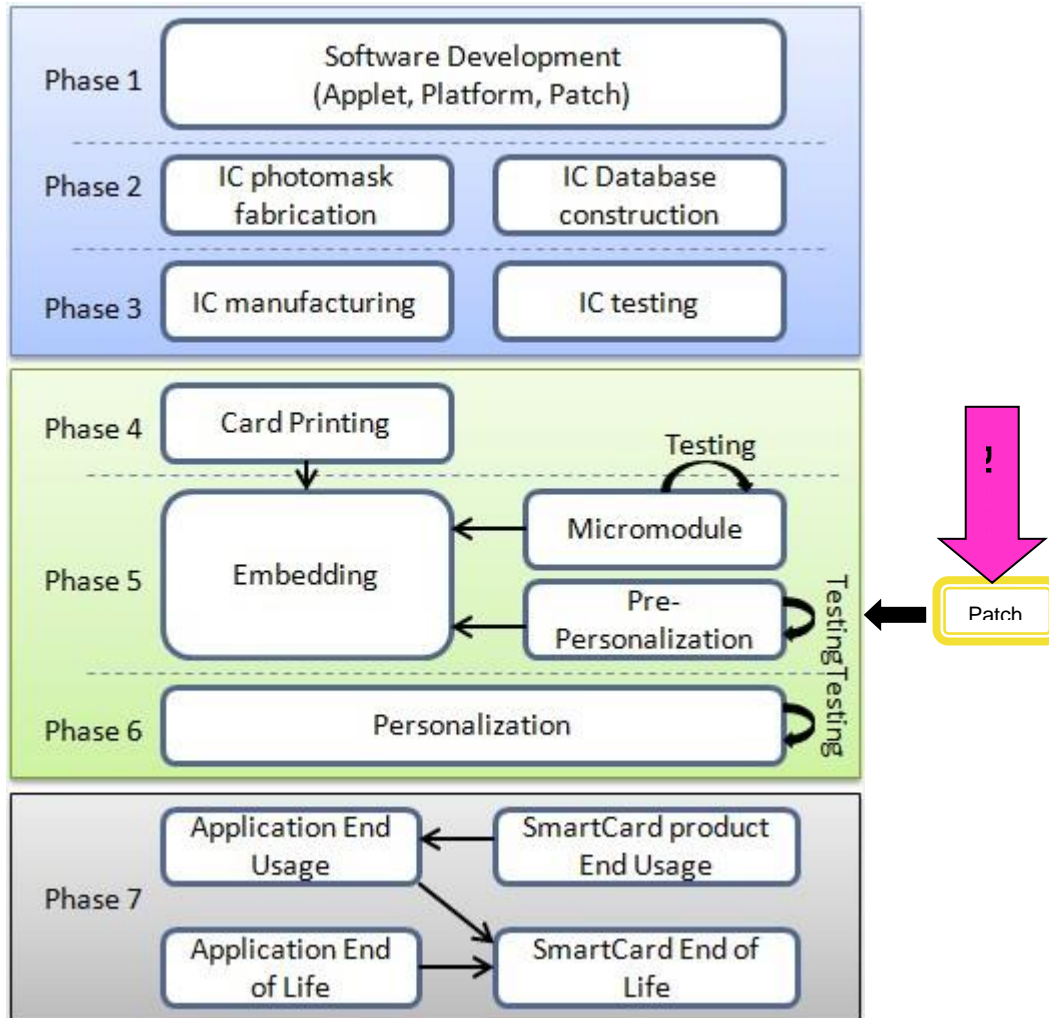 Phase 1
Software Development
(Applet, Platform, Patch)
Phase 2
IC photomask
fabrication
IC Database
construction
Phase 3
IC manufacturing
IC testing
Phase 4
Card Printing
Testing
Phase 5
Embedding
Micromodule
Pre-
Personalization
Testing
Patch
Phase 6
Personalization
Testing
Phase 7
Application End
Usage
SmartCard product
End Usage
Application End
of Life
SmartCard End of
Life